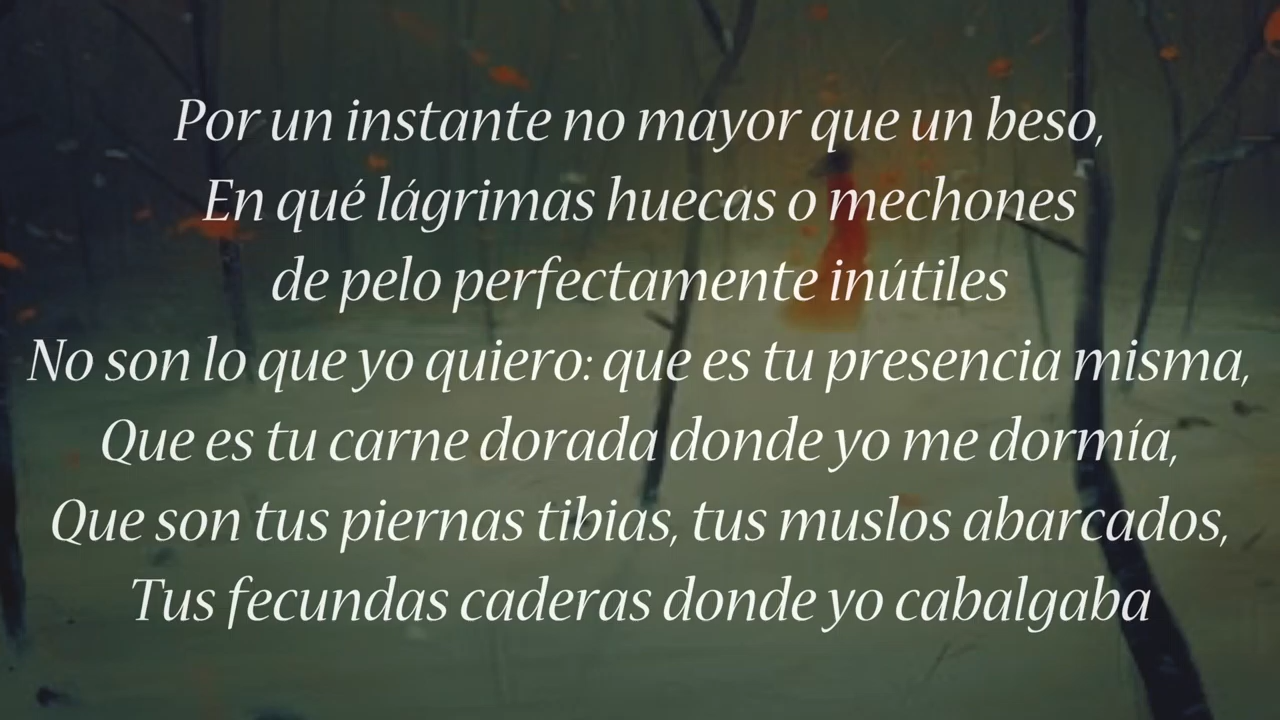 Por un instante no mayor que un beso,
En qué lágrimas huecas o mechones
de pelo perfectamente inútiles
No son lo que yo quiero: que es tu presencia misma,
Que es tu carne dorada donde yo me dormía,
Que son tus piernas tibias, tus muslos abarcados,
Tus fecundas caderas donde yo cabalgaba